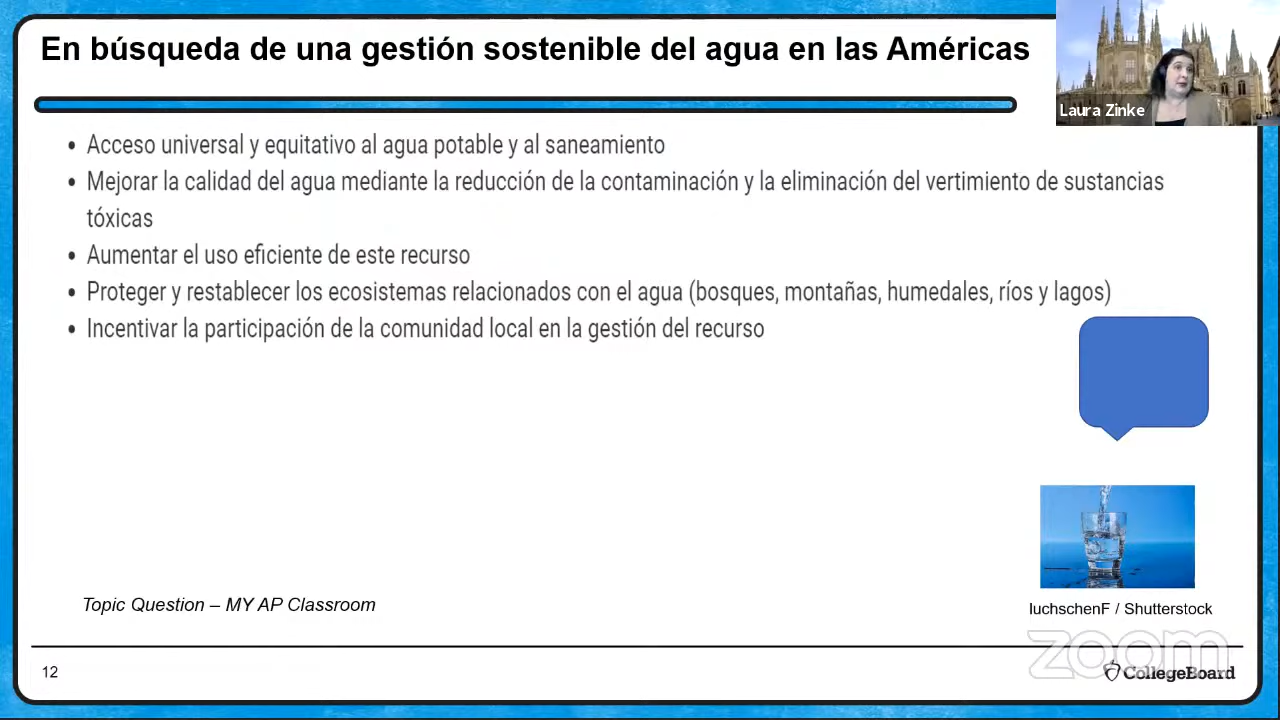 En búsqueda de una gestión sostenible del agua en las Américas
Laura Zinke
• Acceso universal y equitativo al agua potable y al saneamiento
• Mejorar la calidad del agua mediante la reducción de la contaminación y la eliminación del vertimiento de sustancias
tóxicas
• Aumentar el uso eficiente de este recurso
• Proteger y restablecer los ecosistemas relacionados con el agua (bosques, montañas, humedales, ríos y lagos)
• Incentivar la participación de la comunidad local en la gestión del recurso
Topic Question – MY AP Classroom
luchschenF / Shutterstock
zoom
12
CollegeBoard